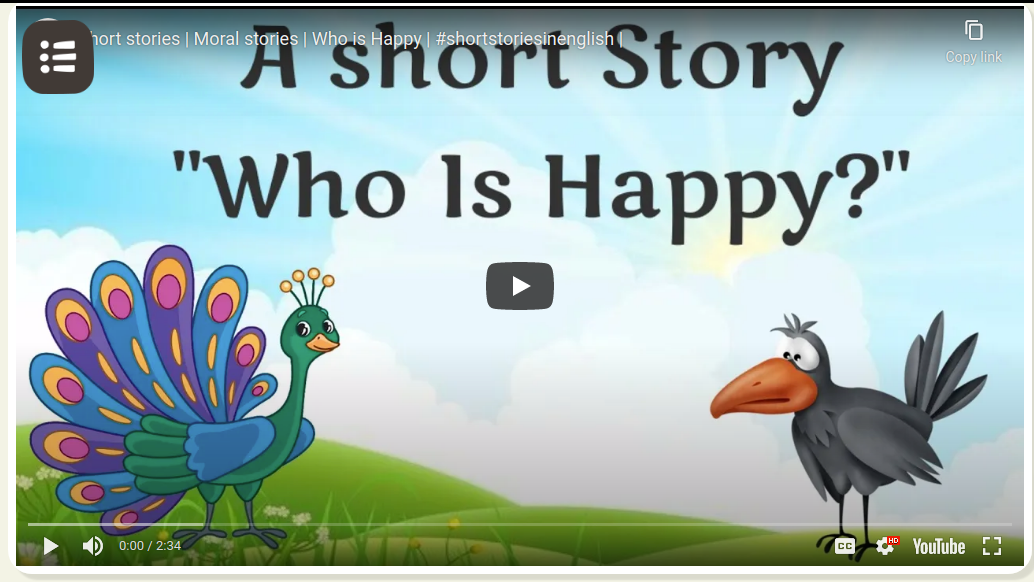 hort stories | Moral stories | Who is Happy | #shortstoriesinenglish |
Copy link
A short Story
"Who Is Happy?"
0:00 / 2:34
CC
HD
YouTube